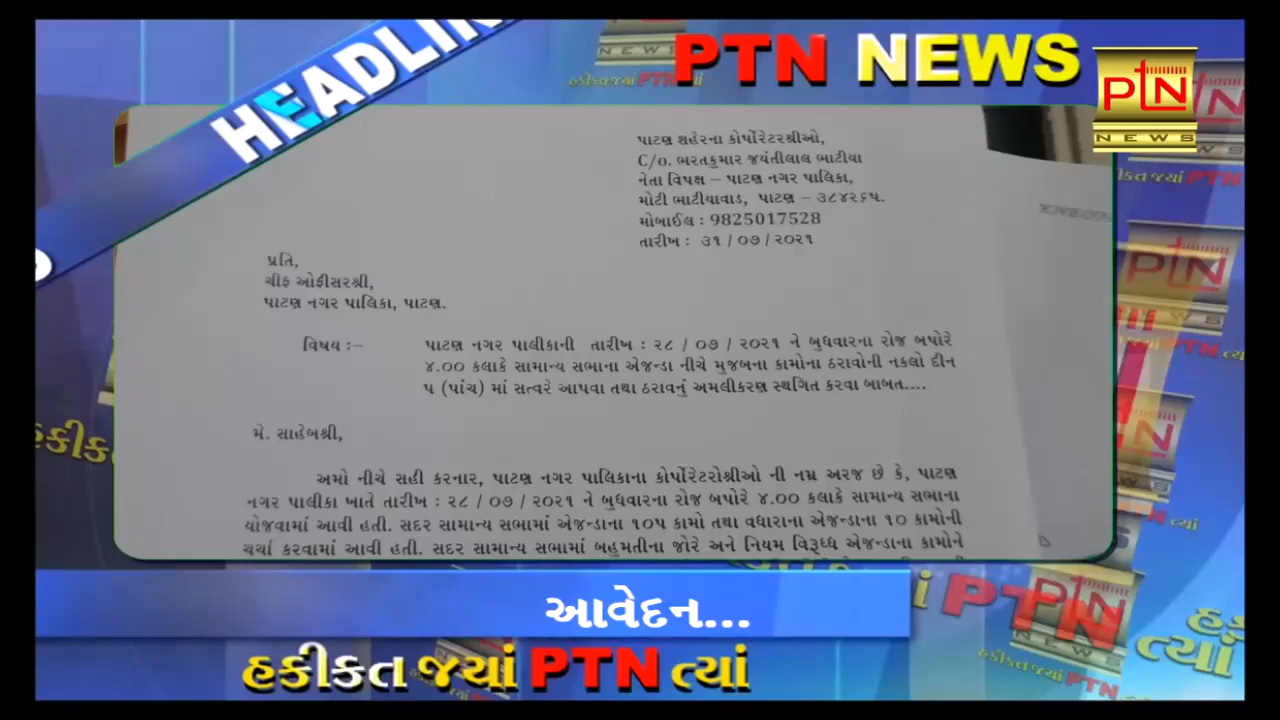 HEADLIN
PTN NEWS
PTN
NEWS
પાટણ શહેરના કોર્પોરેટરશ્રીઓ,
C/o. ભરતકુમાર જયંતીલાલ ભાટીયા
નેતા વિપક્ષ – પાટણ નગર પાલિકા,
મોટી ભાટીયાવાડ, પાટણ – ૩૮૪૨૬૫.
મોબાઈલ : 9825017528
તારીખ : ૩૧ / ૦૭ / ૨૦૨૧
પ્રતિ,
ચીફ ઓફીસરશ્રી,
પાટણ નગર પાલિકા, પાટણ.
વિષય :– પાટણ નગર પાલીકાની તારીખ : ૨૮ / ૦૭ / ૨૦૨૧ ને બુધવારના રોજ બપોરે
૪.૦૦ કલાકે સામાન્ય સભાના એજન્ડા નીચે મુજબના કામોના ઠરાવોની નકલો દીન
૫ (પાંચ) માં સત્વરે આપવા તથા ઠરાવનું અમલીકરણ સ્થગિત કરવા બાબત....
મે. સાહેબશ્રી,
અમો નીચે સહી કરનાર, પાટણ નગર પાલિકાના કોર્પોરેટરોશ્રીઓ ની નમ્ર અરજ છે કે, પાટણ
નગર પાલીકા ખાતે તારીખ : ૨૮ / ૦૭ / ૨૦૨૧ ને બુધવારના રોજ બપોરે ૪.૦૦ કલાકે સામાન્ય સભાના
યોજવામાં આવી હતી. સદર સામાન્ય સભામાં એજન્ડાના ૧૦૫ કામો તથા વધારાના એજન્ડાના ૧૦ કામોની
ચર્ચા કરવામાં આવી હતી. સદર સામાન્ય સભામાં બહુમતીના જોરે અને નિયમ વિરૂધ્ધ એજન્ડાના કામોને
આવેદન...
હકીકત જ્યાં PTN ત્યાં